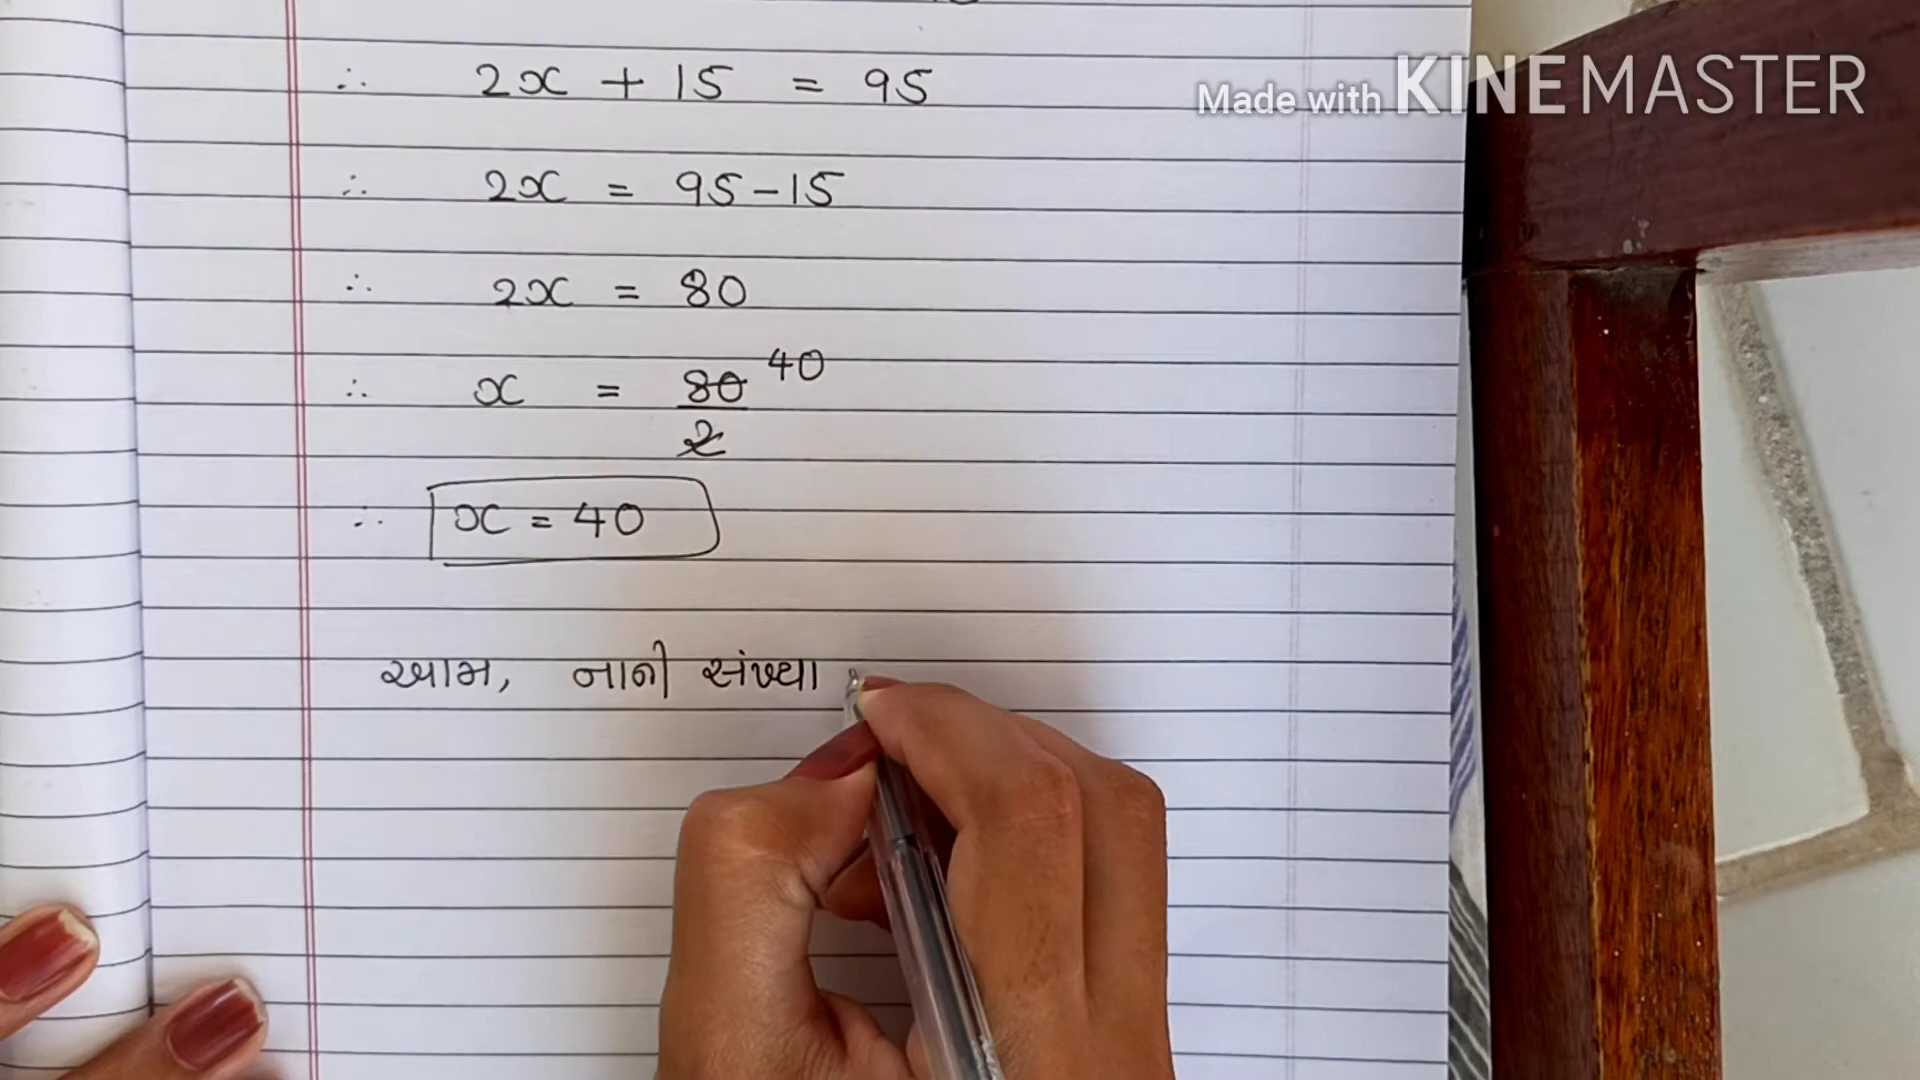 ∴ 2x + 15 = 95
Made with KINEMASTER
∴ 2x = 95 - 15
∴ 2x = 80
∴ x = 80/2 40
∴ x = 40
આમ, નાની સંખ્યા